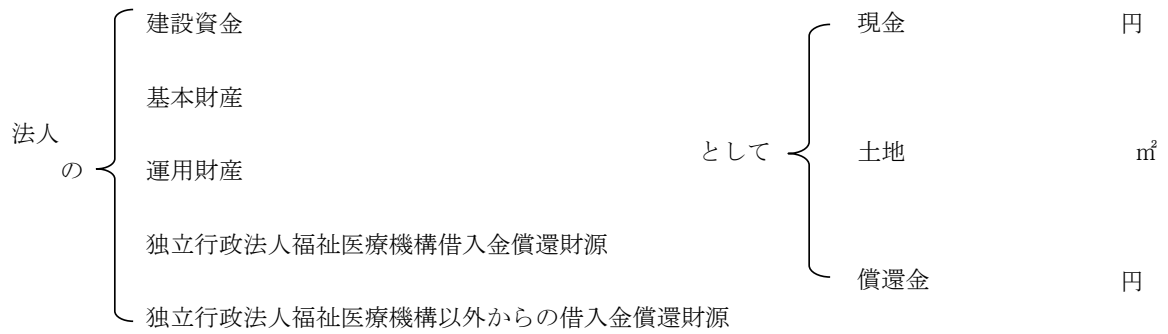 建設資金 現金 円
基本財産
法人
の 運用財産 として 土地 ㎡
独立行政法人福祉医療機構借入金償還財源
償還金 円
独立行政法人福祉医療機構以外からの借入金償還財源